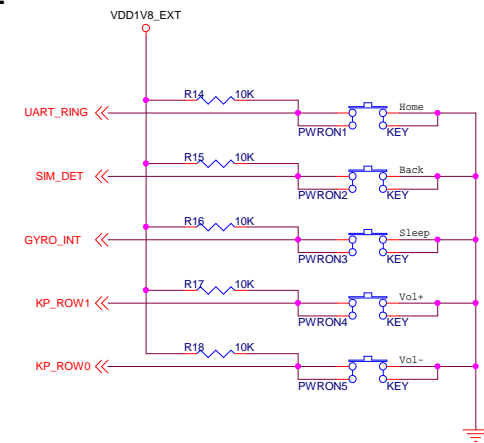 VDD1V8_EXT
R14 10K
UART_RING
Home
PWRON1 KEY
R15 10K
SIM_DET
Back
PWRON2 KEY
R16 10K
GYRO_INT
Sleep
PWRON3 KEY
R17 10K
KP_ROW1
Vol+
PWRON4 KEY
R18 10K
KP_ROW0
Vol-
PWRON5 KEY